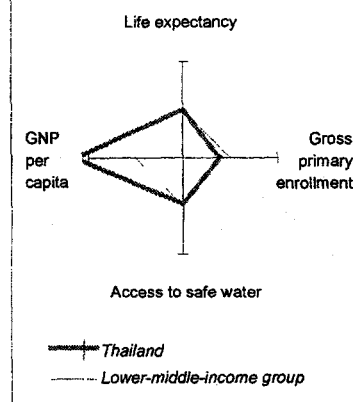 Life expectancy
GNP
per
capita
Gross
primary
enrollment
Access to safe water
Thailand
Lower-middle-income group